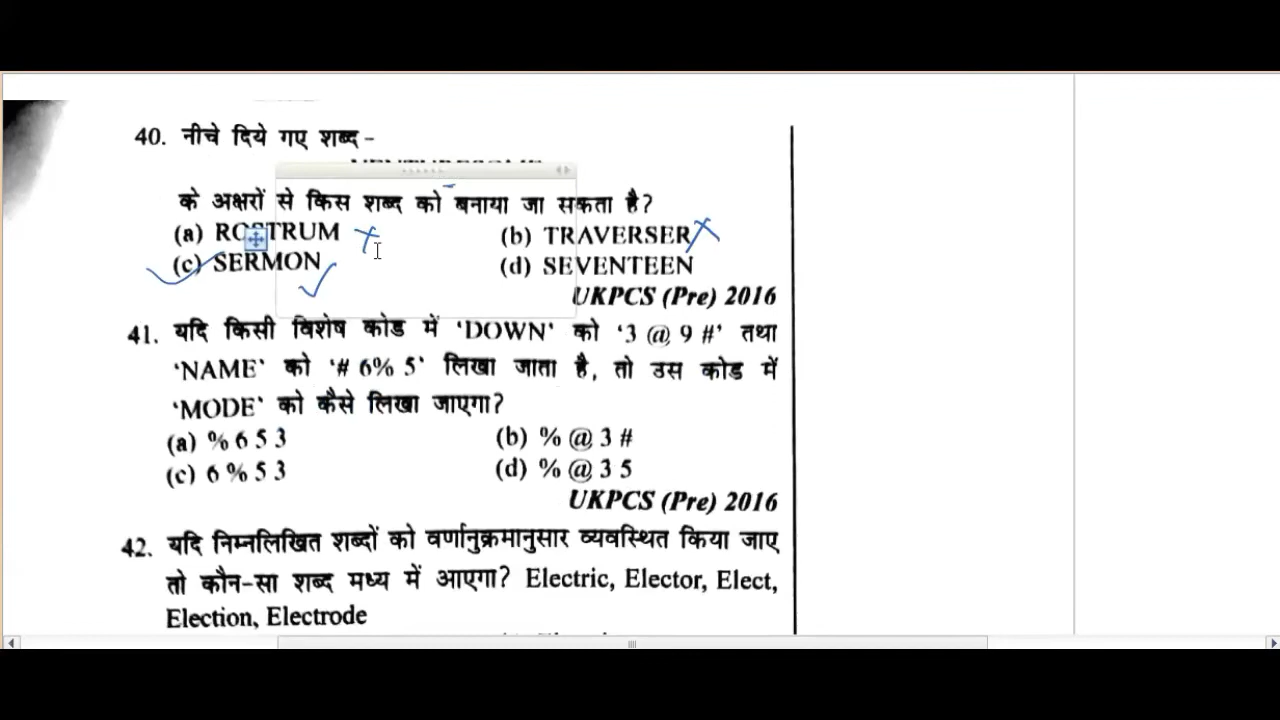 40. नीचे दिये गए शब्द -
के अक्षरों से किस शब्द को बनाया जा सकता है?
(a) ROSTRUM (b) TRAVERSER
(c) SERMON (d) SEVENTEEN
UKPCS (Pre) 2016
41. यदि किसी विशेष कोड में ‘DOWN’ को ‘3 @ 9 #’ तथा
‘NAME’ को ‘# 6% 5’ लिखा जाता है, तो उस कोड में
‘MODE’ को कैसे लिखा जाएगा?
(a) % 6 5 3 (b) % @ 3 #
(c) 6 % 5 3 (d) % @ 3 5
UKPCS (Pre) 2016
42. यदि निम्नलिखित शब्दों को वर्णानुक्रमानुसार व्यवस्थित किया जाए
तो कौन-सा शब्द मध्य में आएगा? Electric, Elector, Elect,
Election, Electrode